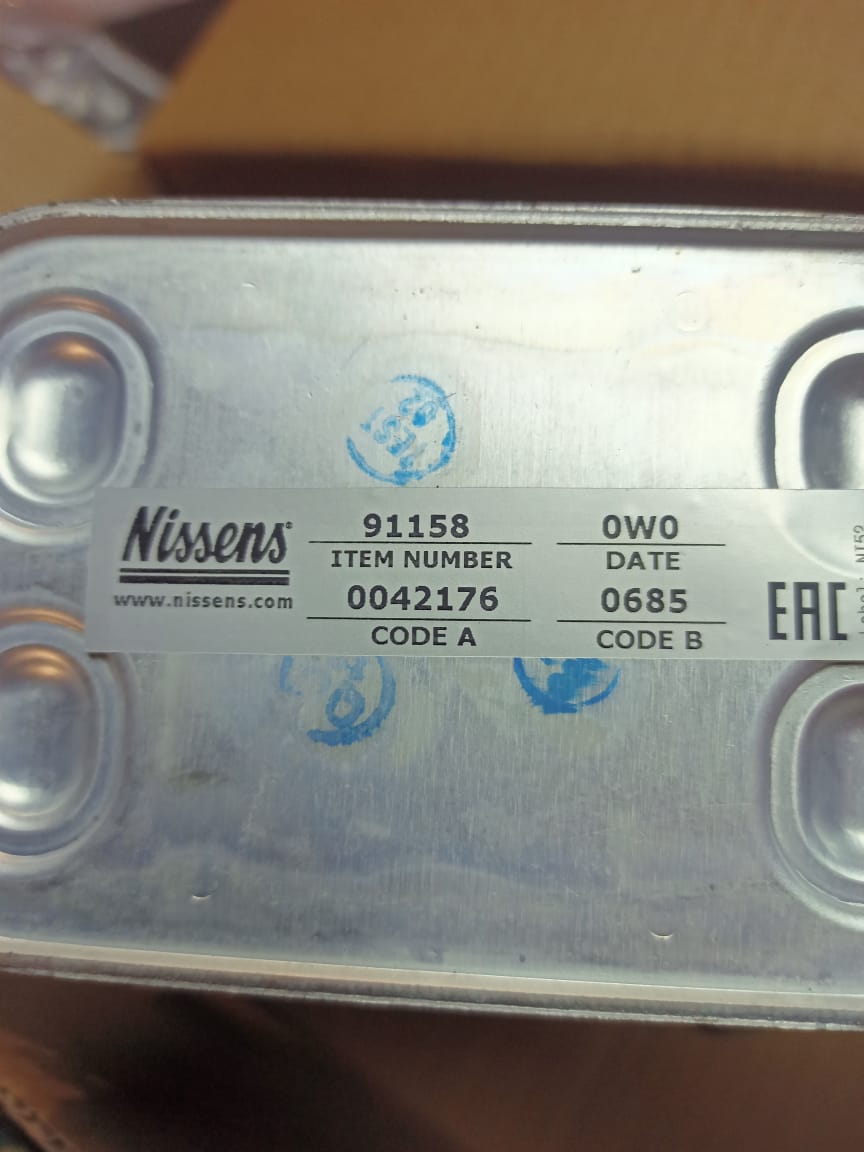 Nissens®
www.nissens.com
91158
ITEM NUMBER
0042176
CODE A
0W0
DATE
0685
CODE B
EAC